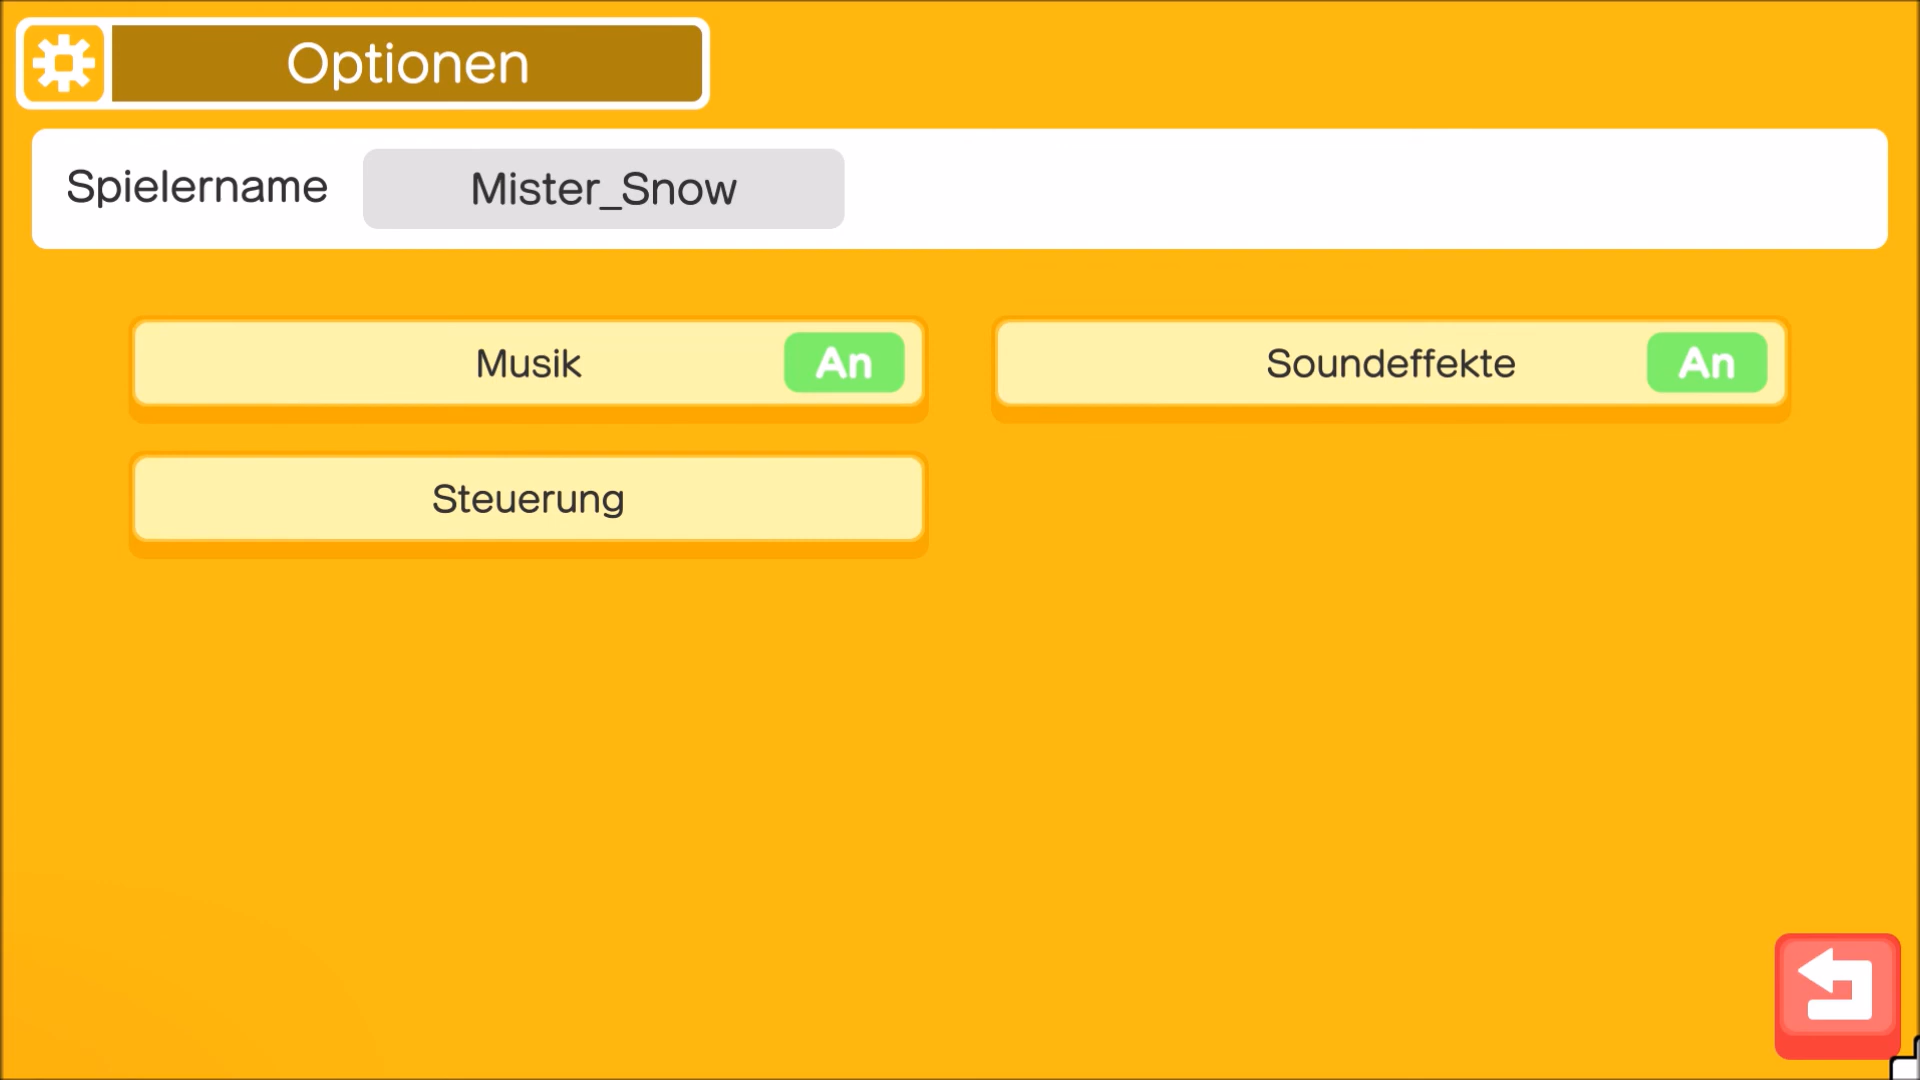 Optionen
Spielername Mister_Snow
Musik An
Soundeffekte An
Steuerung